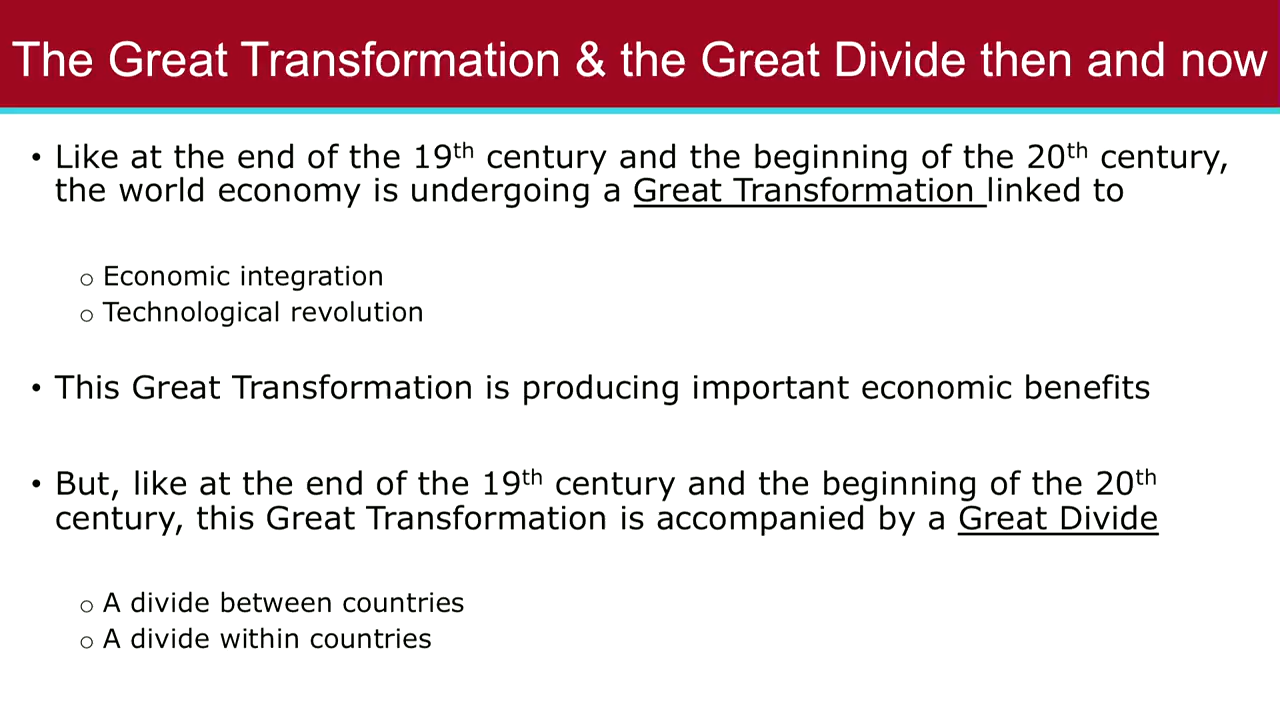 The Great Transformation & the Great Divide then and now
• Like at the end of the 19th century and the beginning of the 20th century,
the world economy is undergoing a Great Transformation linked to
o Economic integration
o Technological revolution
• This Great Transformation is producing important economic benefits
• But, like at the end of the 19th century and the beginning of the 20th
century, this Great Transformation is accompanied by a Great Divide
o A divide between countries
o A divide within countries